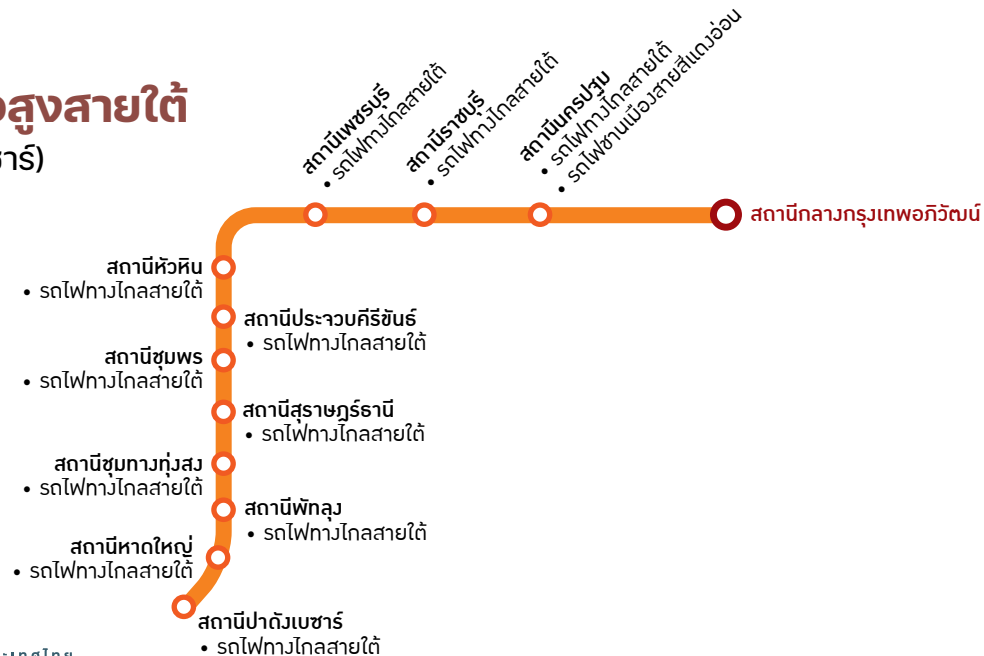 สูงสายใต้
สถานีเพชรบุรี
• รถไฟทางไกลสายใต้
สถานีราชบุรี
• รถไฟทางไกลสายใต้
สถานีนครปฐม
• รถไฟทางไกลสายใต้
• รถไฟชานเมืองสายสีแดงอ่อน
สถานีกลางกรุงเทพอภิวัฒน์
สถานีหัวหิน
• รถไฟทางไกลสายใต้
สถานีประจวบคีรีขันธ์
• รถไฟทางไกลสายใต้
สถานีชุมพร
• รถไฟทางไกลสายใต้
สถานีสุราษฎร์ธานี
• รถไฟทางไกลสายใต้
สถานีชุมทางทุ่งสง
• รถไฟทางไกลสายใต้
สถานีพัทลุง
• รถไฟทางไกลสายใต้
สถานีหาดใหญ่
• รถไฟทางไกลสายใต้
สถานีปาดังเบซาร์
• รถไฟทางไกลสายใต้